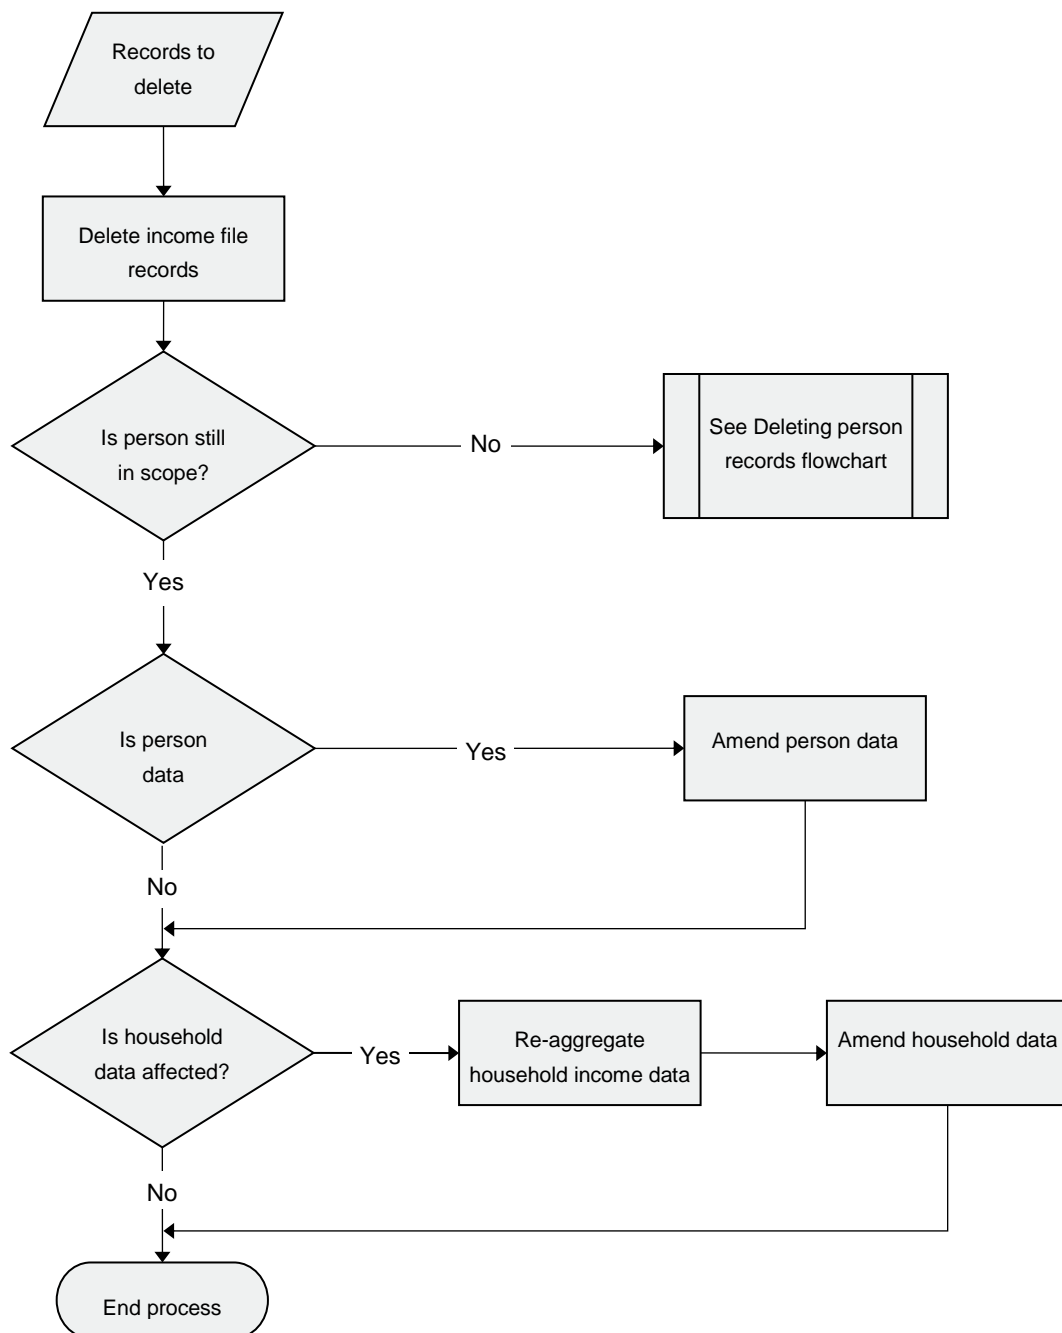 Records to
delete
Delete income file
records
Is person still
in scope?
No
See Deleting person
records flowchart
Yes
Is person
data
Yes
Amend person data
No
Is household
data affected?
Yes
Re-aggregate
household income data
Amend household data
No
End process